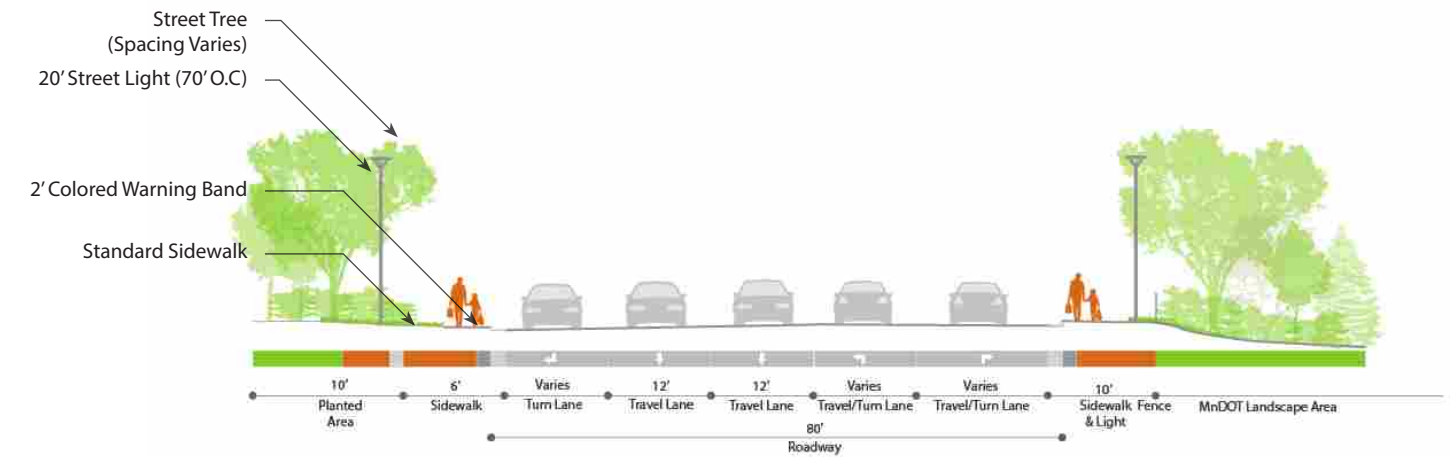 Street Tree
(Spacing Varies)
20' Street Light (70' O.C)
2' Colored Warning Band
Standard Sidewalk
10'
Planted
Area
6'
Sidewalk
Varies
Turn Lane
12'
Travel Lane
12'
Travel Lane
Varies
Travel/Turn Lane
Varies
Travel/Turn Lane
10'
Sidewalk Fence
& Light
MnDOT Landscape Area
80'
Roadway